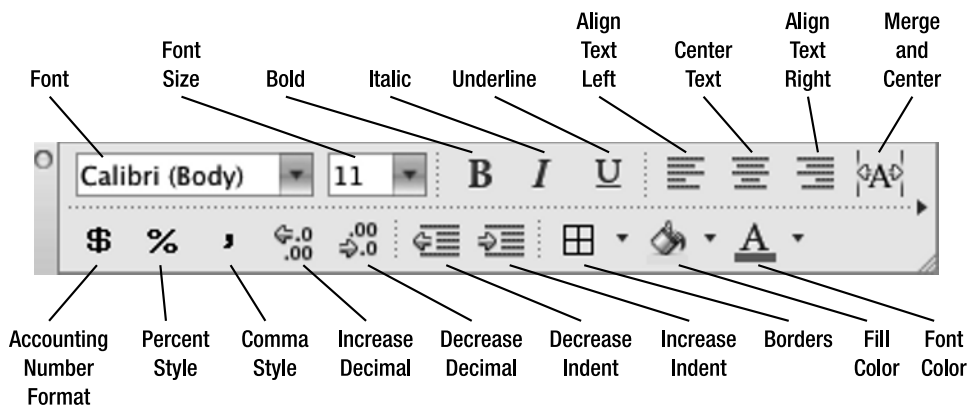 Font
Font
Size
Bold
Italic
Underline
Align
Text
Left
Center
Text
Align
Text
Right
Merge
and
Center
Calibri (Body)
11
B
I
U
A
$
%
,
.0
.00
.00
.0
A
Accounting
Number
Format
Percent
Style
Comma
Style
Increase
Decimal
Decrease
Decimal
Decrease
Indent
Increase
Indent
Borders
Fill
Color
Font
Color